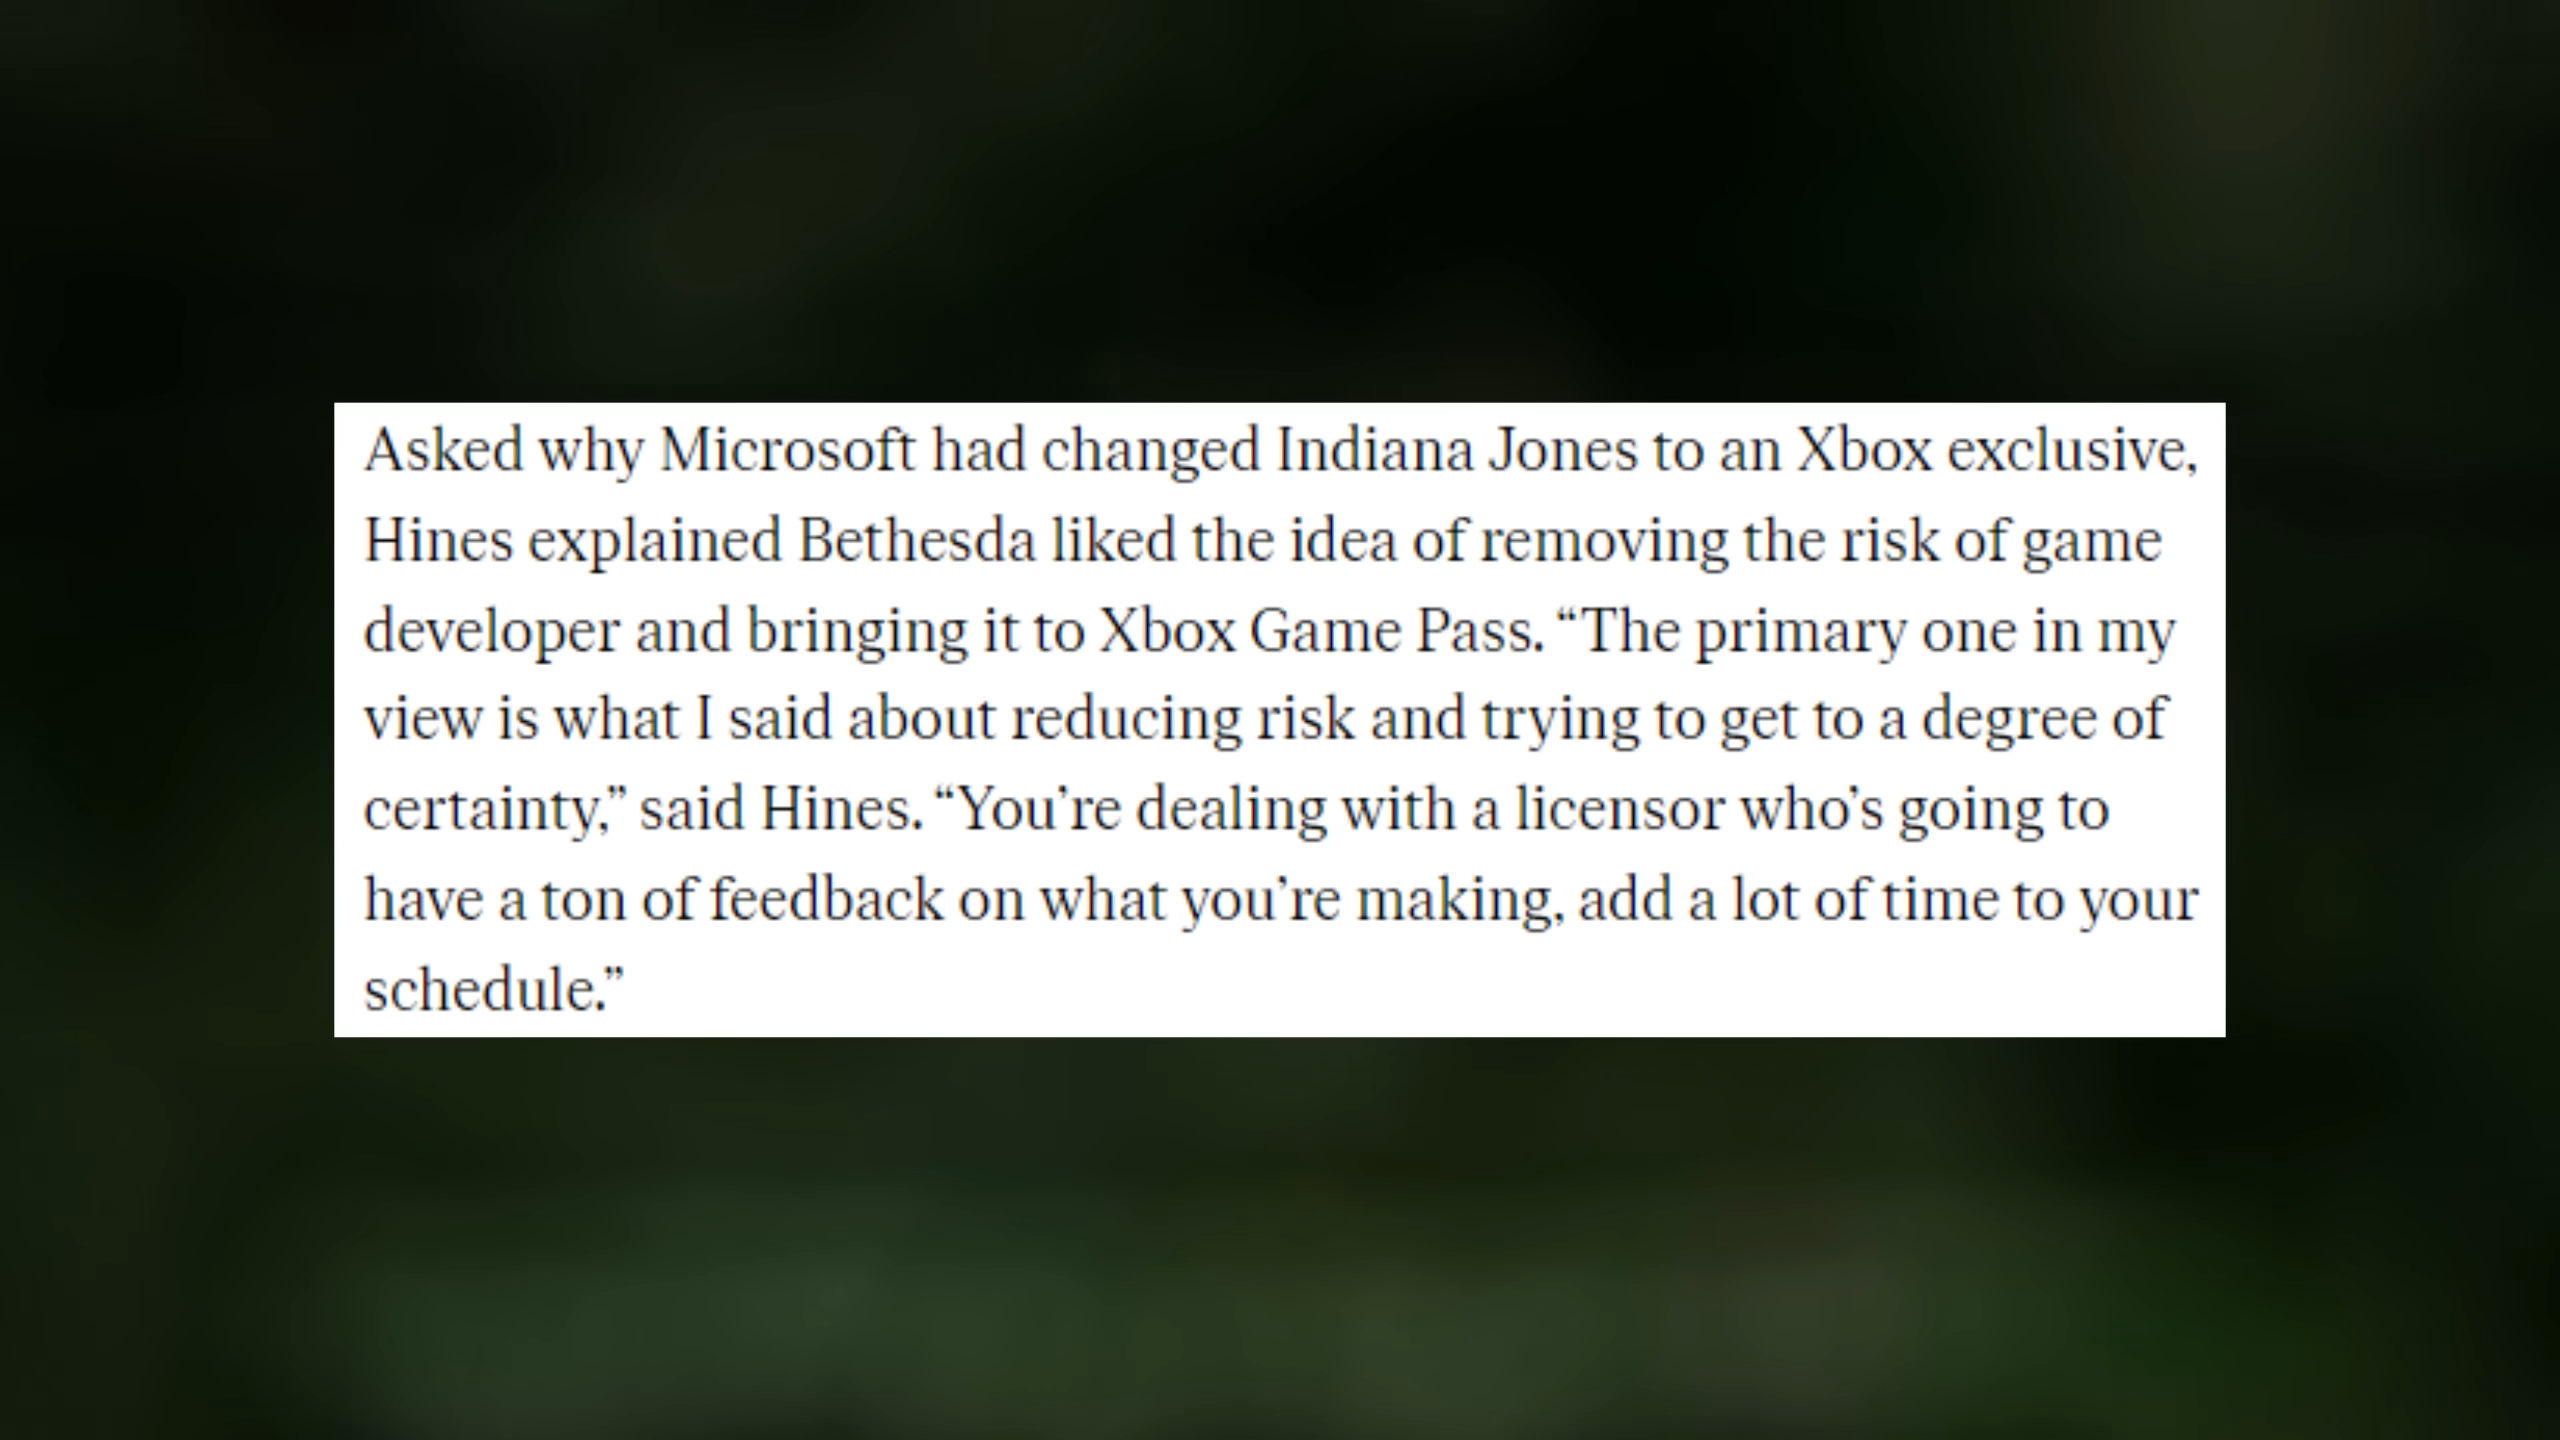 Asked why Microsoft had changed Indiana Jones to an Xbox exclusive,
Hines explained Bethesda liked the idea of removing the risk of game
developer and bringing it to Xbox Game Pass. “The primary one in my
view is what I said about reducing risk and trying to get to a degree of
certainty,” said Hines. “You’re dealing with a licensor who’s going to
have a ton of feedback on what you’re making, add a lot of time to your
schedule.”